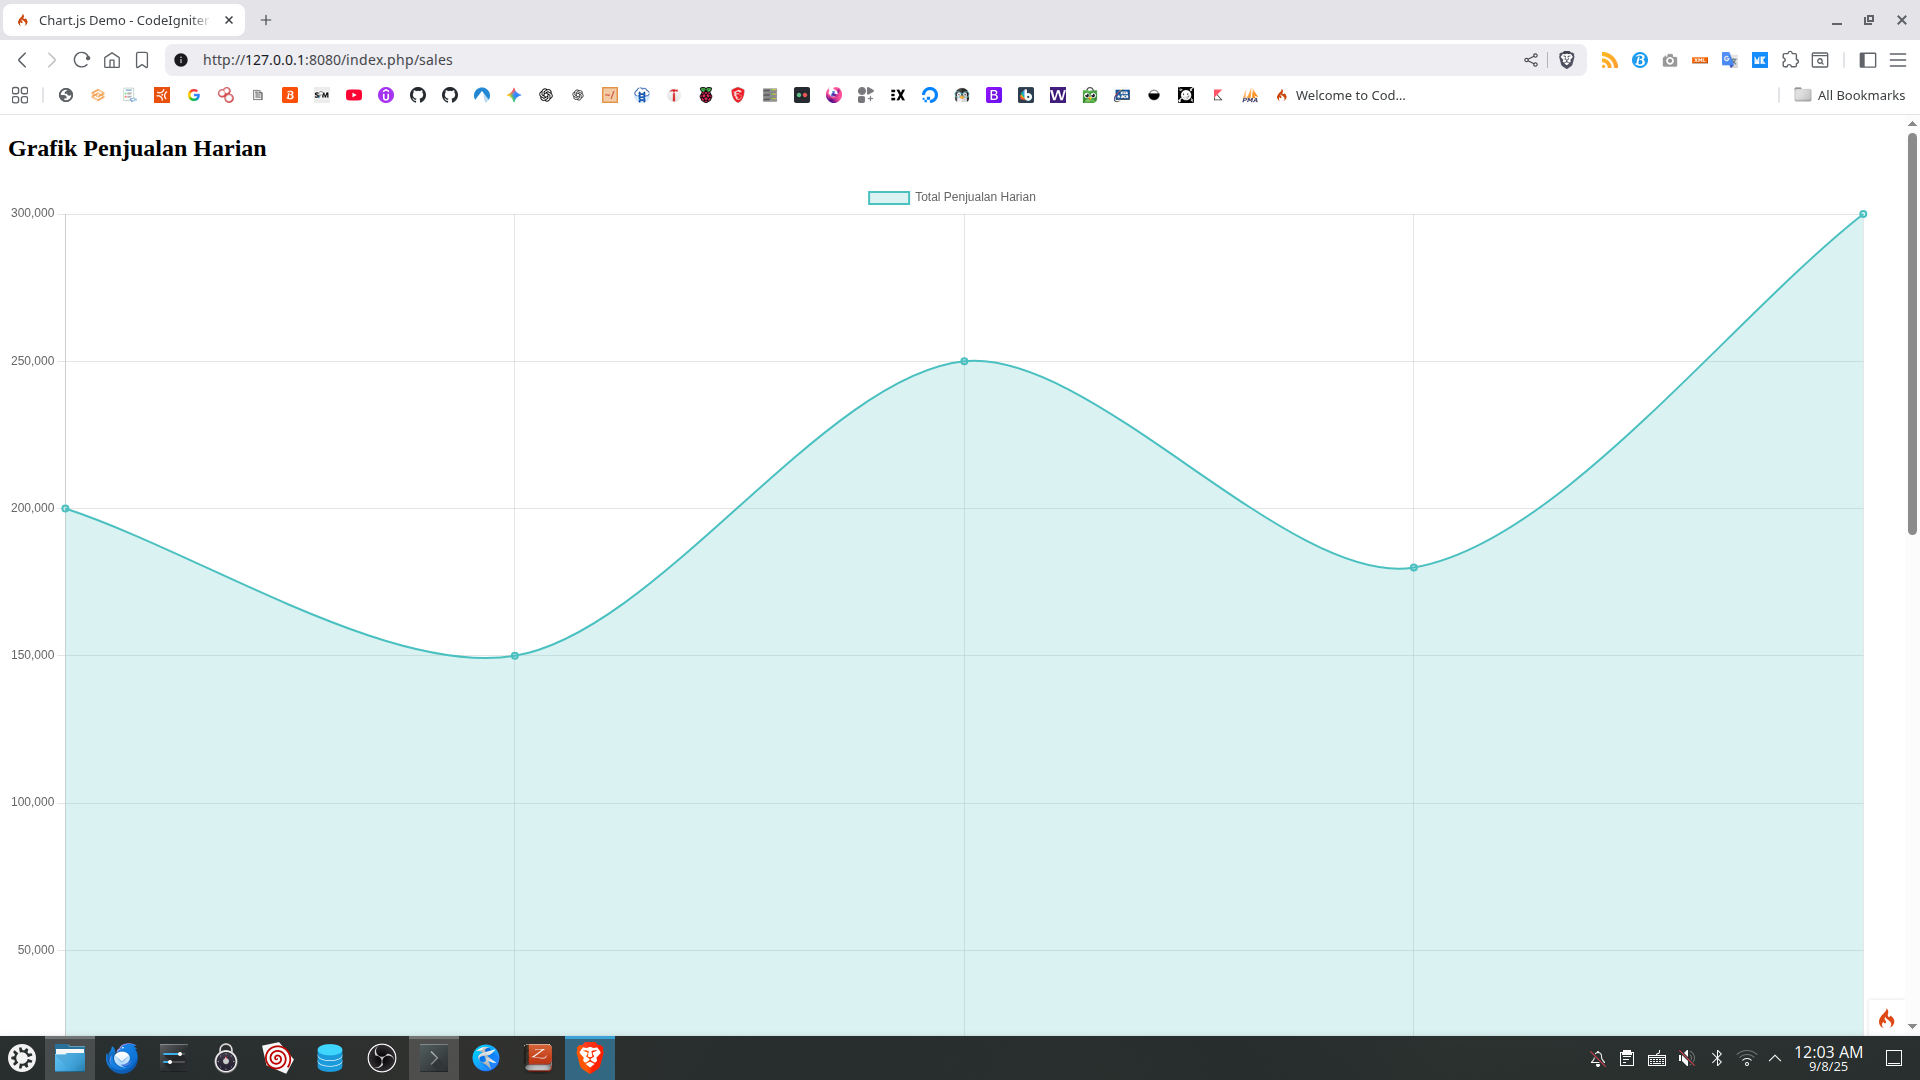 Chart.js Demo - CodeIgniter
http://127.0.0.1:8080/index.php/sales
Welcome to Cod...
All Bookmarks
Grafik Penjualan Harian
Total Penjualan Harian
300,000
250,000
200,000
150,000
100,000
50,000
12:03 AM
9/8/25